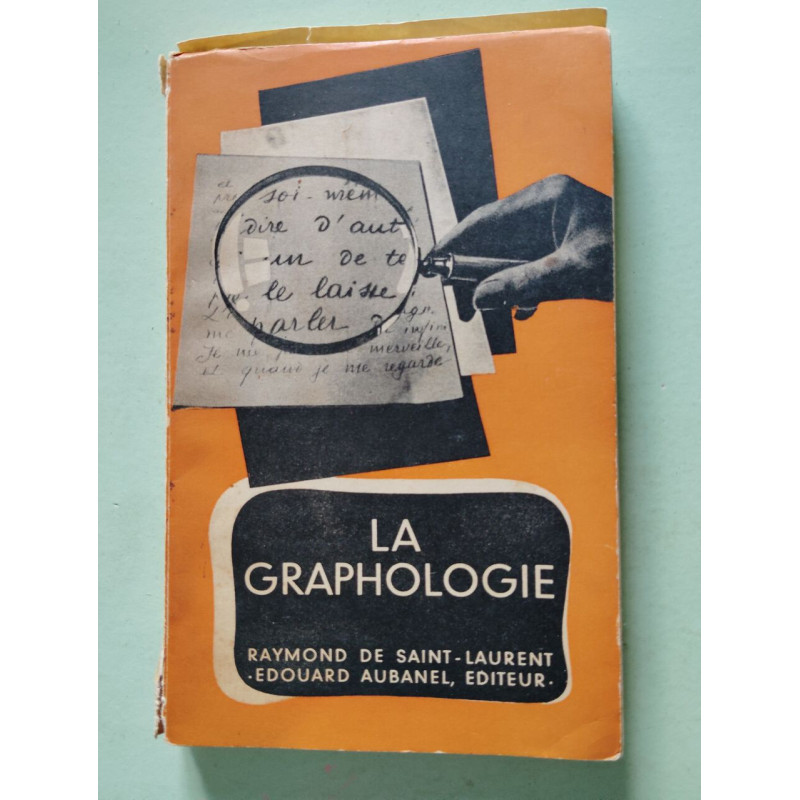 soi-mêm
dire d'aut
un de te
le laisse
parler
merveille,
et quand je me regarde
LA
GRAPHOLOGIE
RAYMOND DE SAINT-LAURENT
·EDOUARD AUBANEL, EDITEUR·